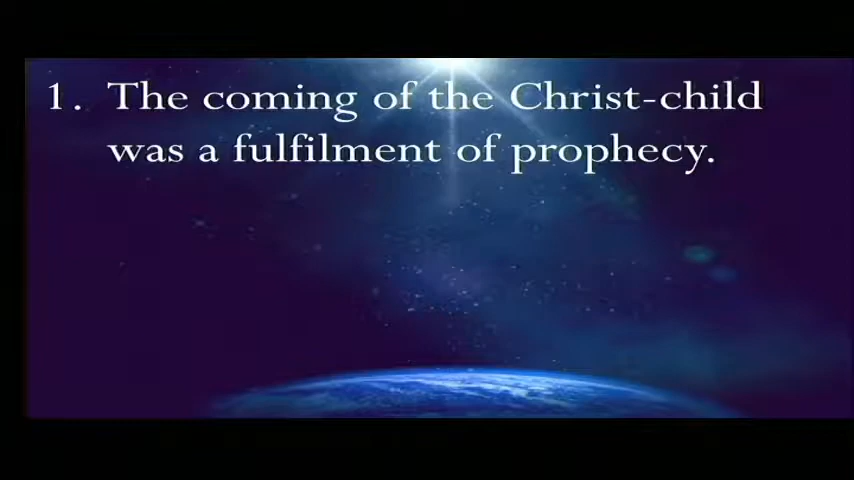 1. The coming of the Christ-child
was a fulfilment of prophecy.